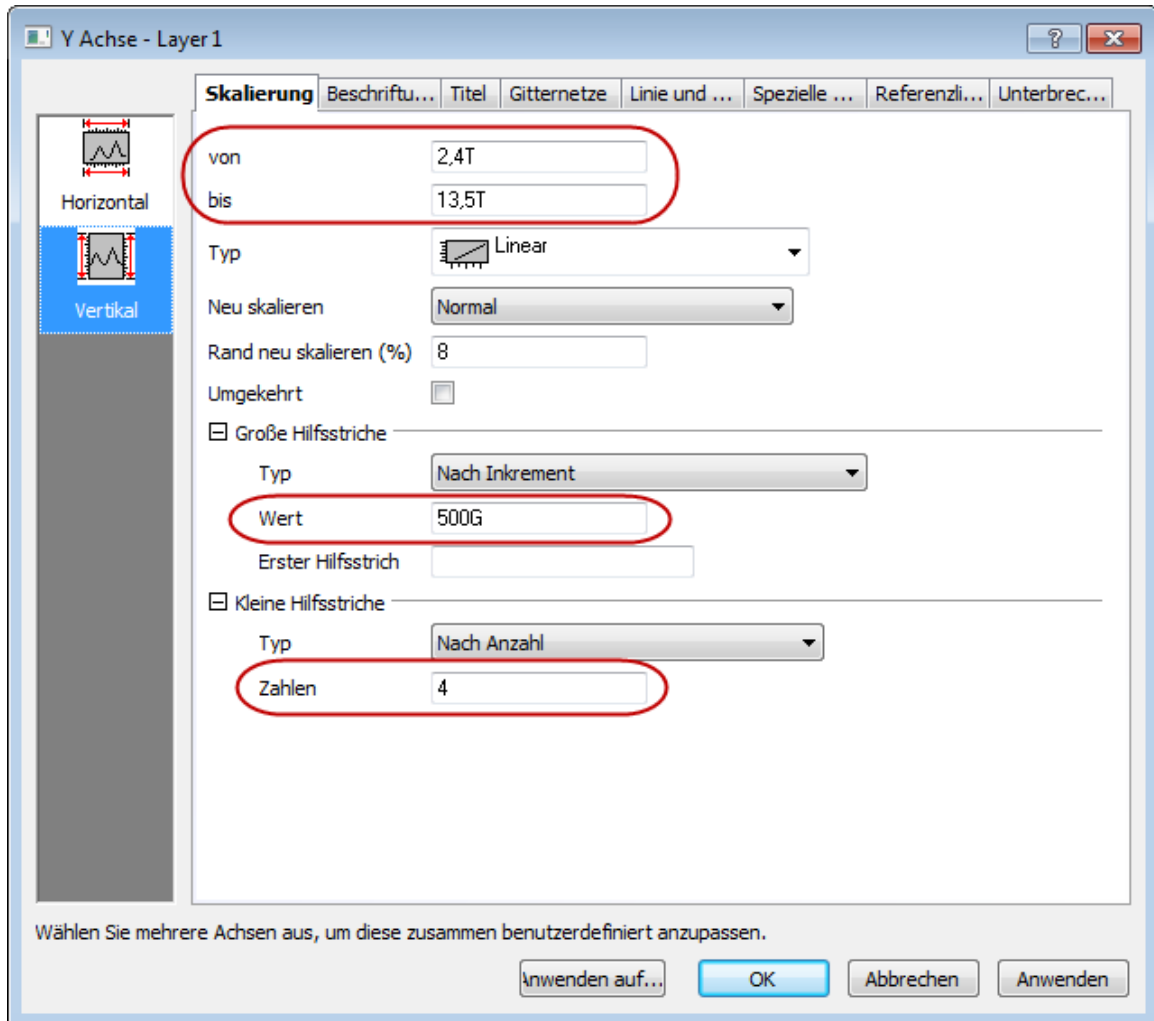 Y Achse - Layer 1
Skalierung Beschriftu... Titel Gitternetze Linie und ... Spezielle ... Referenzli... Unterbrec...
Horizontal
Vertikal
von 2,4T
bis 13,5T
Typ Linear
Neu skalieren Normal
Rand neu skalieren (%) 8
Umgekehrt
Große Hilfsstriche
Typ Nach Inkrement
Wert 500G
Erster Hilfsstrich
Kleine Hilfsstriche
Typ Nach Anzahl
Zahlen 4
Wählen Sie mehrere Achsen aus, um diese zusammen benutzerdefiniert anzupassen.
Anwenden auf... OK Abbrechen Anwenden